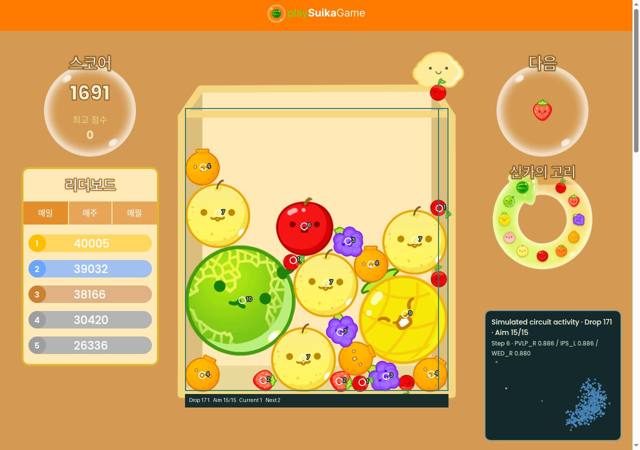 playSuikaGame
스코어
1691
최고 점수
0
리더보드
매일
매주
매월
1
40005
2
39032
3
38166
4
30420
5
26336
다음
산카의 고리
Simulated circuit activity · Drop 171
· Aim 15/15
Step 6 · PVLP_R 0.886 / IPS_L 0.886 /
WED_R 0.880
Drop 171 Aim 15/15 Current 1 Next 2